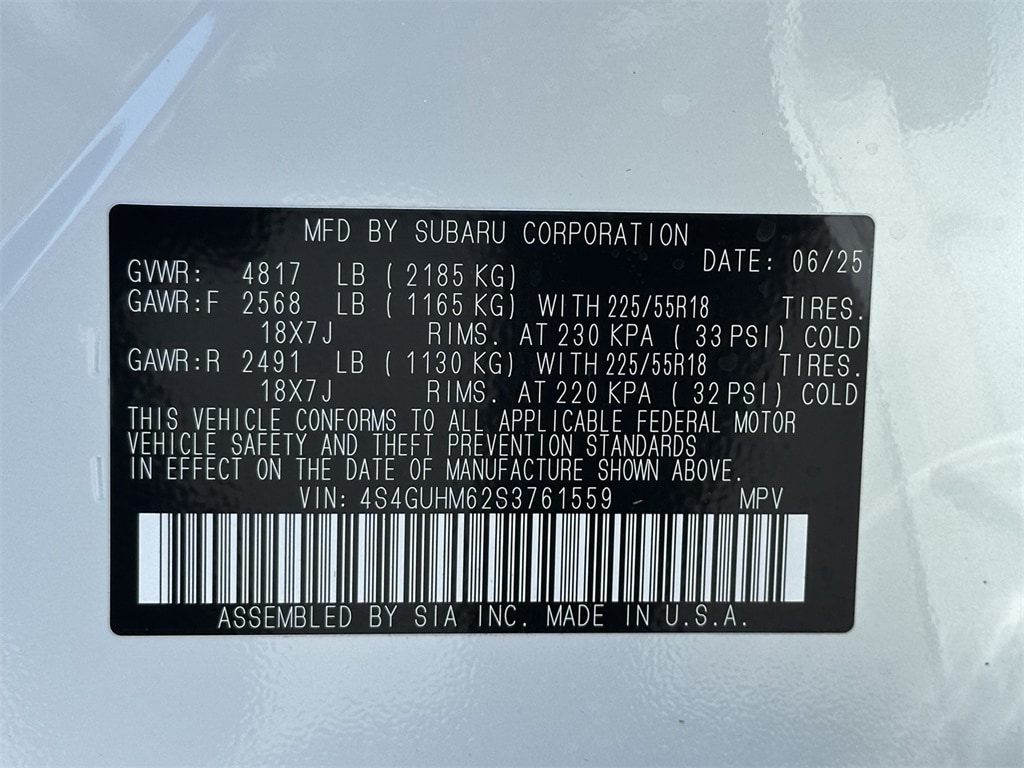 MFD BY SUBARU CORPORATION
DATE: 06/25
GVWR: 4817 LB ( 2185 KG)
GAWR:F 2568 LB ( 1165 KG) WITH 225/55R18 TIRES.
18X7J RIMS. AT 230 KPA ( 33 PSI) COLD
GAWR:R 2491 LB ( 1130 KG) WITH 225/55R18 TIRES.
18X7J RIMS. AT 220 KPA ( 32 PSI) COLD
THIS VEHICLE CONFORMS TO ALL APPLICABLE FEDERAL MOTOR
VEHICLE SAFETY AND THEFT PREVENTION STANDARDS
IN EFFECT ON THE DATE OF MANUFACTURE SHOWN ABOVE.
VIN: 4S4GUHM62S3761559 MPV
ASSEMBLED BY SIA INC. MADE IN U.S.A.